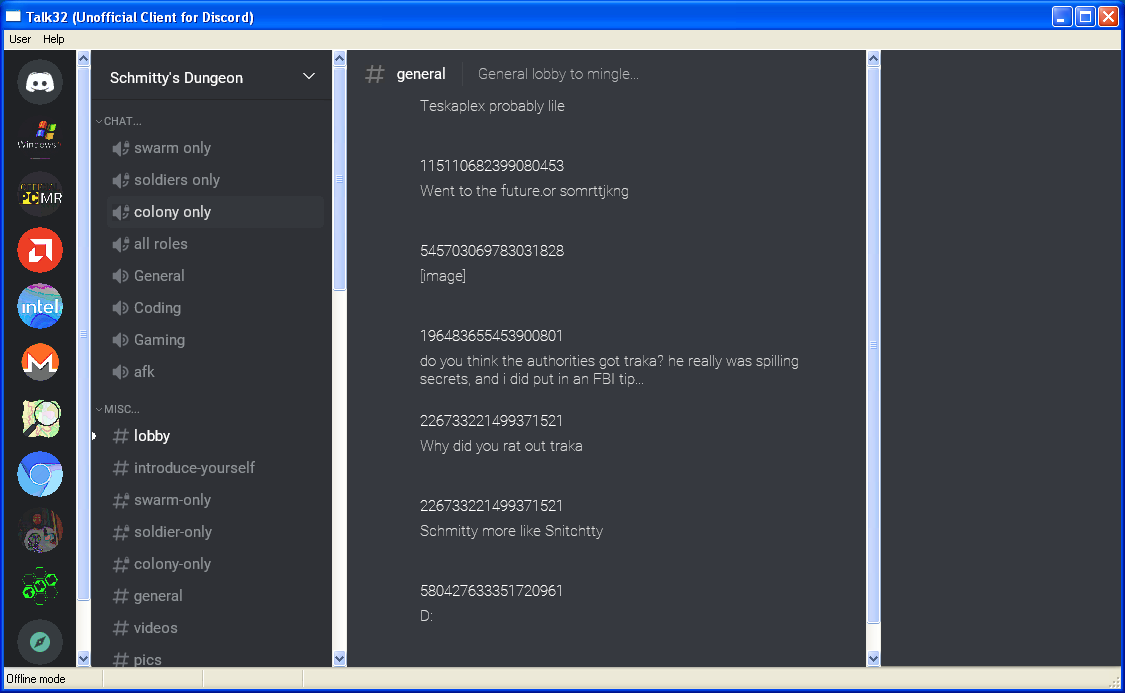 Talk32 (Unofficial Client for Discord)
User Help
Windows
PCMR
intel
Schmitty's Dungeon
CHAT...
swarm only
soldiers only
colony only
all roles
General
Coding
Gaming
afk
MISC...
lobby
introduce-yourself
swarm-only
soldier-only
colony-only
general
videos
pics
general
General lobby to mingle...
Teskaplex probably lile
115110682399080453
Went to the future.or somrttjkng
545703069783031828
[image]
196483655453900801
do you think the authorities got traka? he really was spilling
secrets, and i did put in an FBI tip...
226733221499371521
Why did you rat out traka
226733221499371521
Schmitty more like Snitchtty
580427633351720961
D:
Offline mode